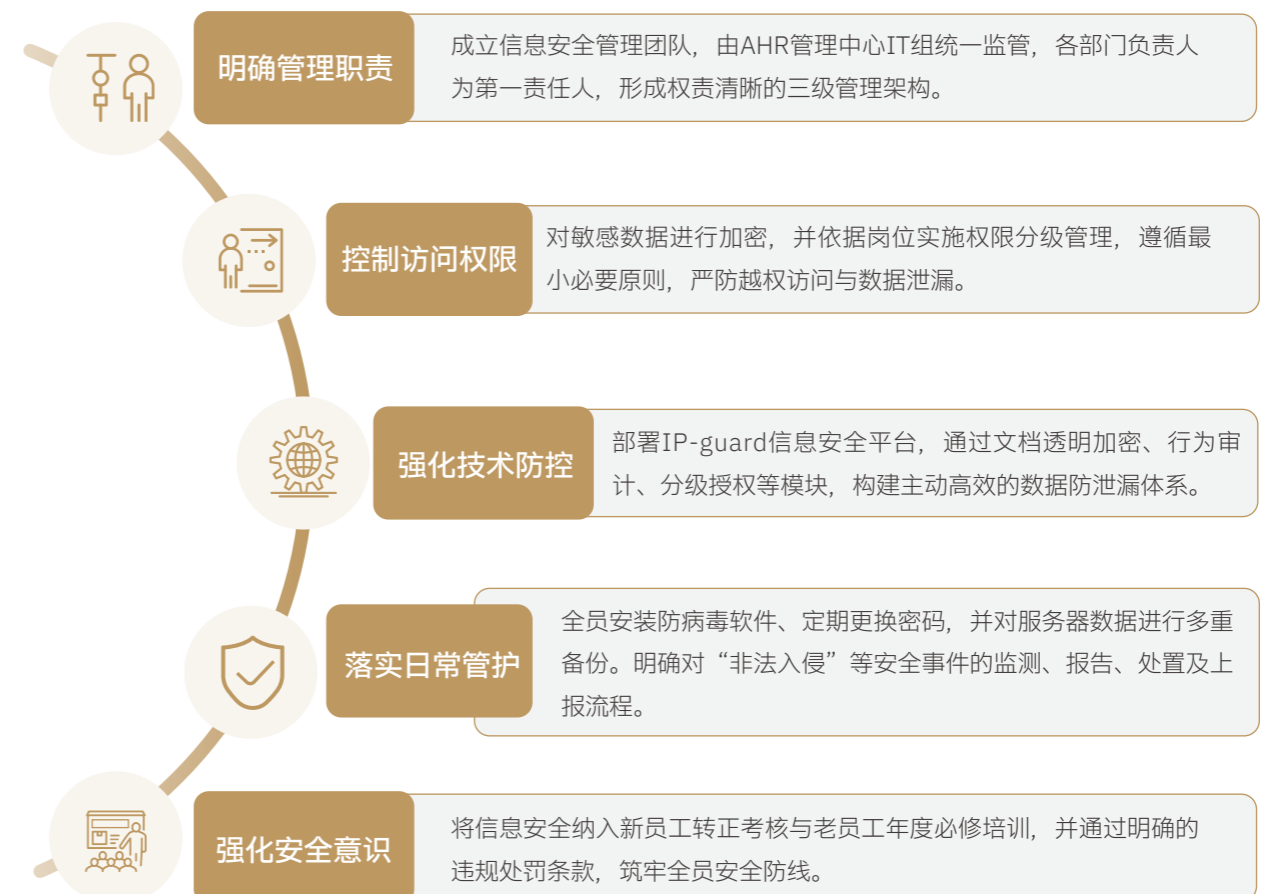 明确管理职责
成立信息安全管理团队，由AHR管理中心IT组统一监管，各部门负责人
为第一责任人，形成权责清晰的三级管理架构。
控制访问权限
对敏感数据进行加密，并依据岗位实施权限分级管理，遵循最
小必要原则，严防越权访问与数据泄漏。
强化技术防控
部署IP-guard信息安全平台，通过文档透明加密、行为审
计、分级授权等模块，构建主动高效的数据防泄漏体系。
落实日常管护
全员安装防病毒软件、定期更换密码，并对服务器数据进行多重
备份。明确对“非法入侵”等安全事件的监测、报告、处置及上
报流程。
强化安全意识
将信息安全纳入新员工转正考核与老员工年度必修培训，并通过明确的
违规处罚条款，筑牢全员安全防线。